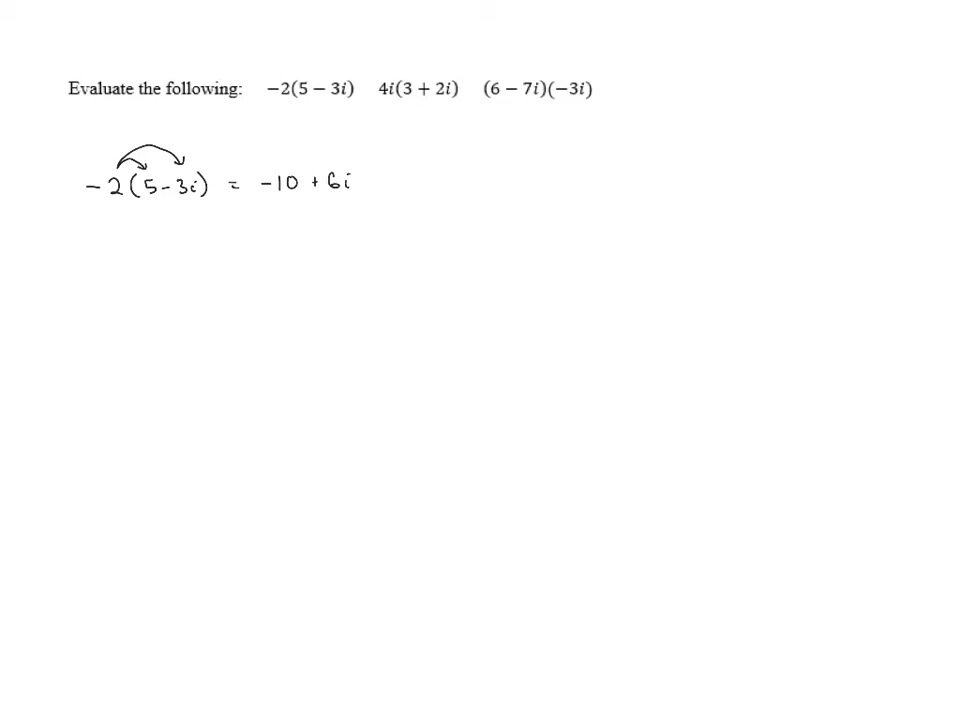 Evaluate the following: −2(5 − 3𝑖) 4𝑖(3 + 2𝑖) (6 − 7𝑖)(−3𝑖)
−2(5−3i) = −10 + 6i